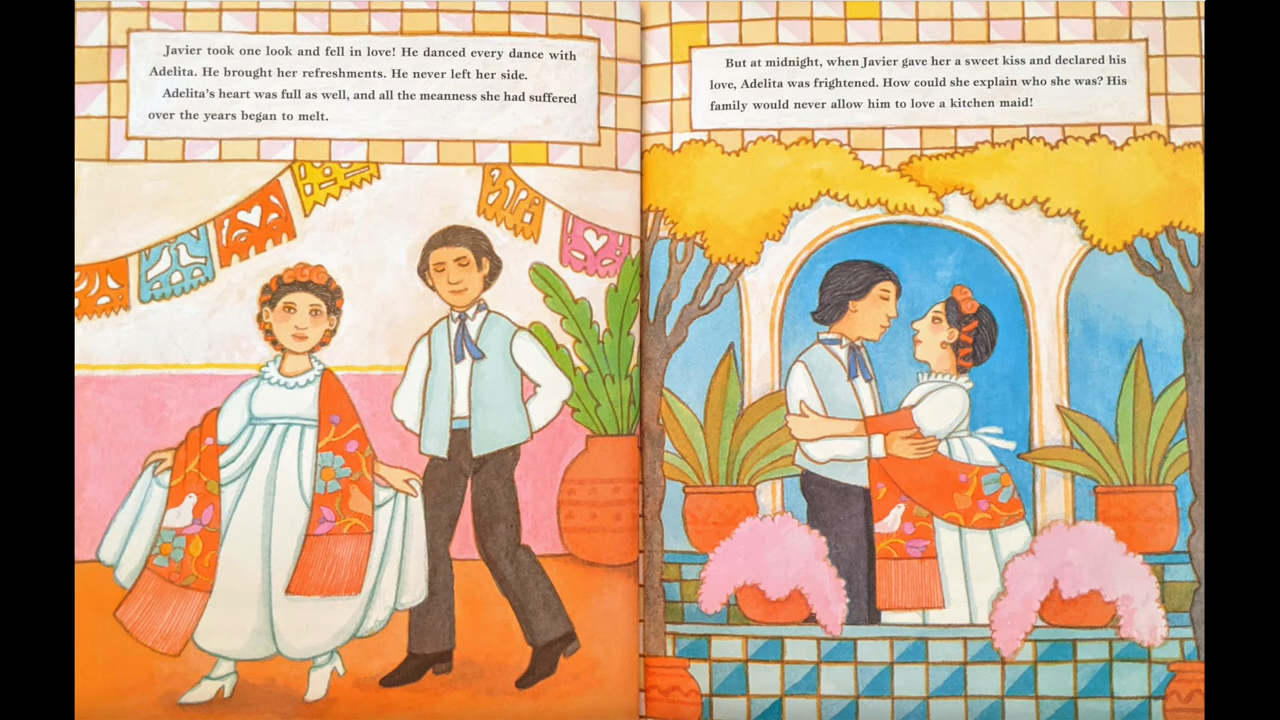 Javier took one look and fell in love! He danced every dance with
Adelita. He brought her refreshments. He never left her side.
Adelita's heart was full as well, and all the meanness she had suffered
over the years began to melt.
But at midnight, when Javier gave her a sweet kiss and declared his
love, Adelita was frightened. How could she explain who she was? His
family would never allow him to love a kitchen maid!